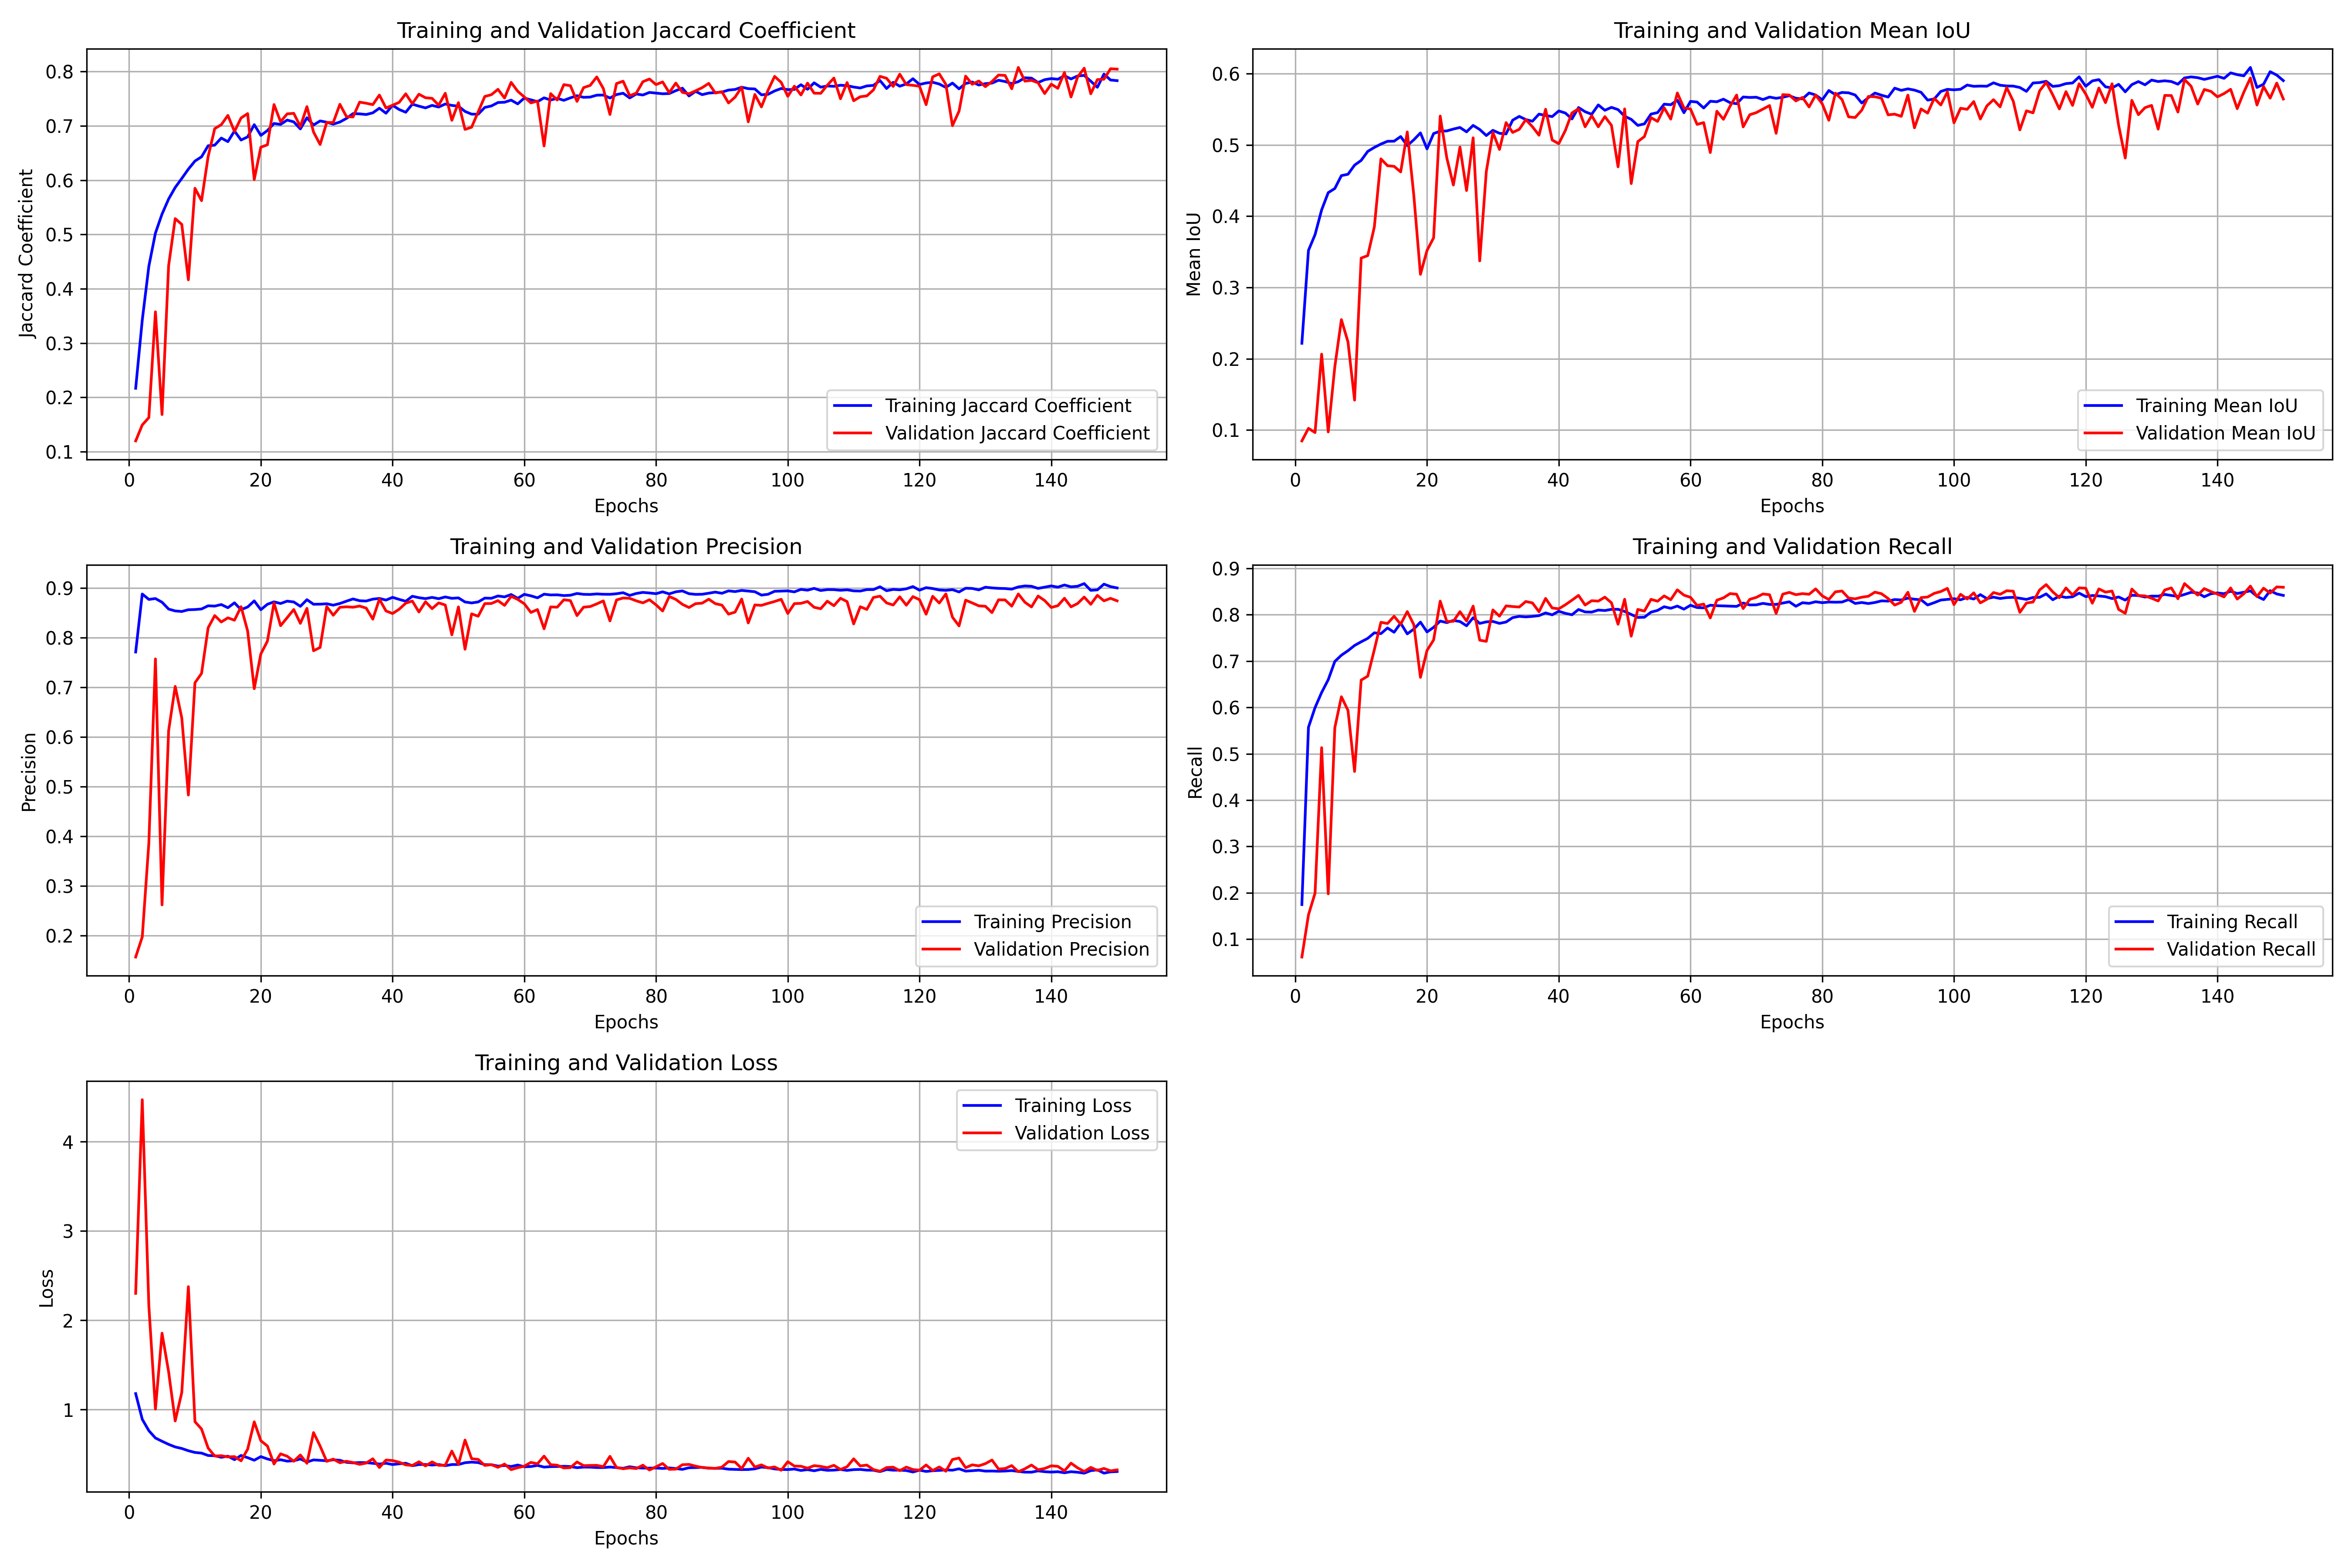 Training and Validation Jaccard Coefficient
Jaccard Coefficient
0.8
0.7
0.6
0.5
0.4
0.3
0.2
0.1
Training Jaccard Coefficient
Validation Jaccard Coefficient
0 20 40 60 80 100 120 140
Epochs
Training and Validation Mean IoU
Mean IoU
0.6
0.5
0.4
0.3
0.2
0.1
Training Mean IoU
Validation Mean IoU
0 20 40 60 80 100 120 140
Epochs
Training and Validation Precision
Precision
0.9
0.8
0.7
0.6
0.5
0.4
0.3
0.2
Training Precision
Validation Precision
0 20 40 60 80 100 120 140
Epochs
Training and Validation Recall
Recall
0.9
0.8
0.7
0.6
0.5
0.4
0.3
0.2
0.1
Training Recall
Validation Recall
0 20 40 60 80 100 120 140
Epochs
Training and Validation Loss
Loss
4
3
2
1
Training Loss
Validation Loss
0 20 40 60 80 100 120 140
Epochs